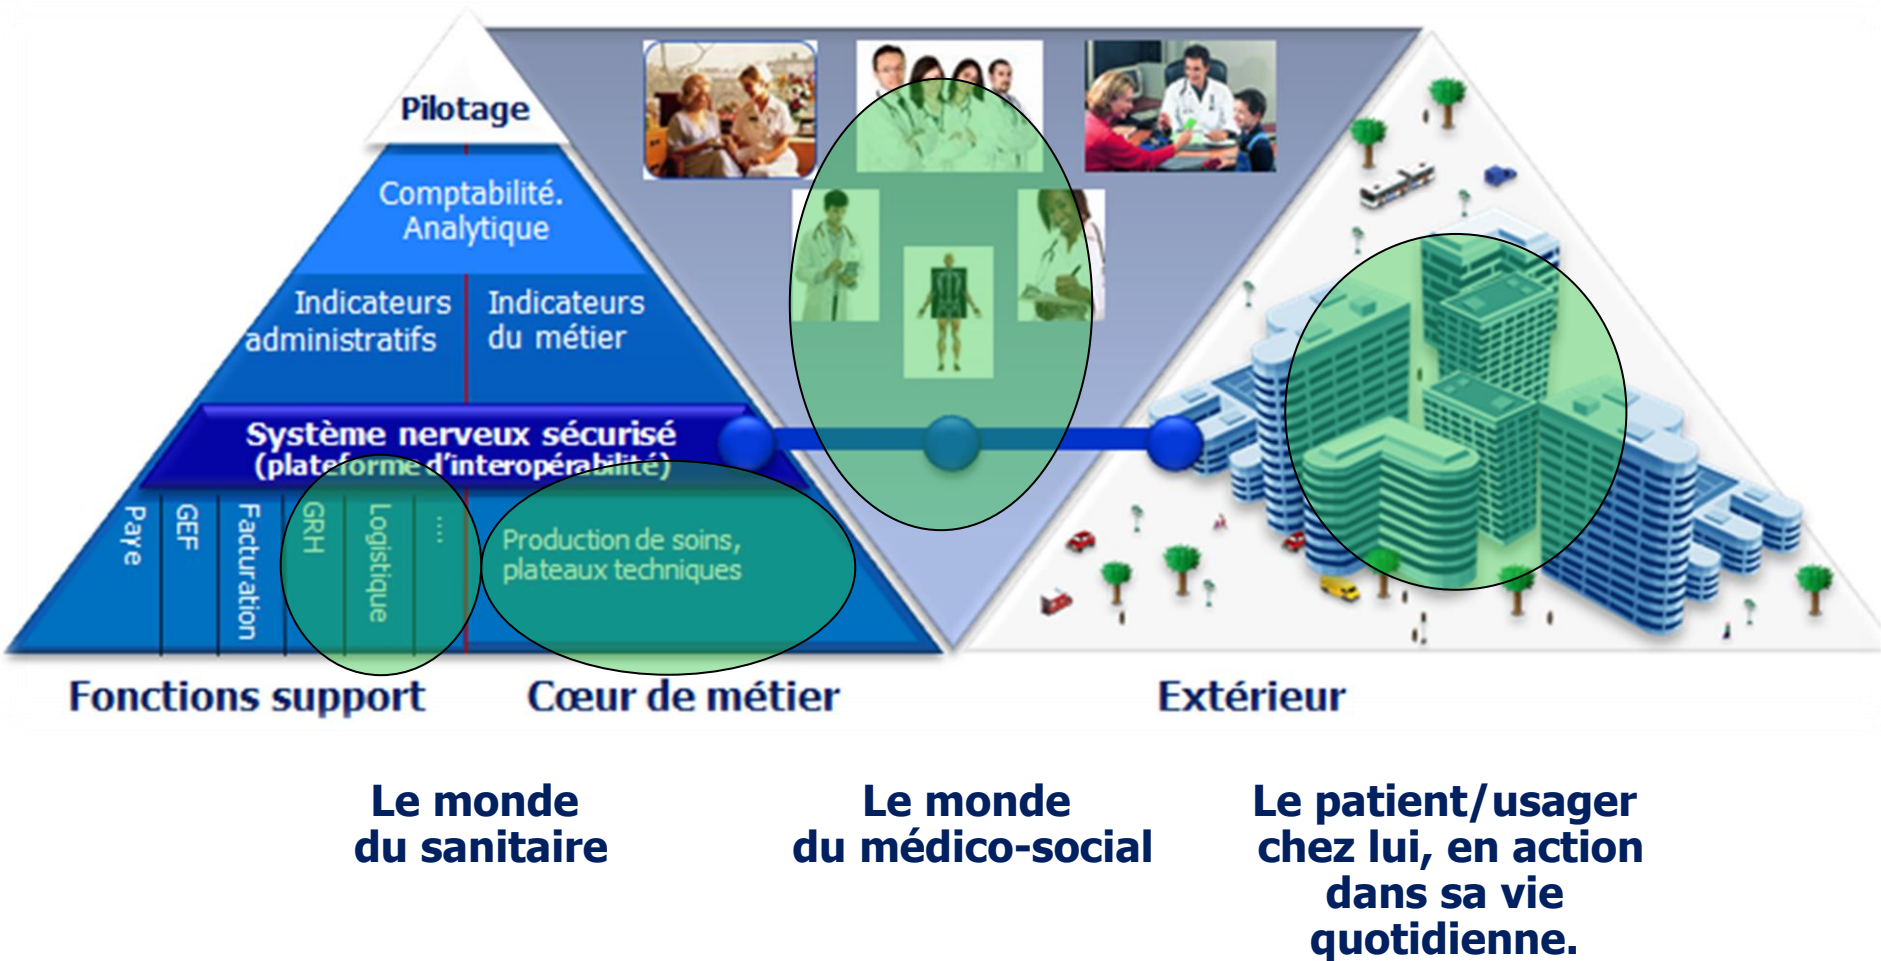 Pilotage
Comptabilité.
Analytique
Indicateurs
administratifs
Indicateurs
du métier
Système nerveux sécurisé
(plateforme d'interopérabilité)
Paye
GEF
Facturation
GRH
Logistique
....
Production de soins,
plateaux techniques
Fonctions support
Cœur de métier
Extérieur
Le monde
du sanitaire
Le monde
du médico-social
Le patient/usager
chez lui, en action
dans sa vie
quotidienne.